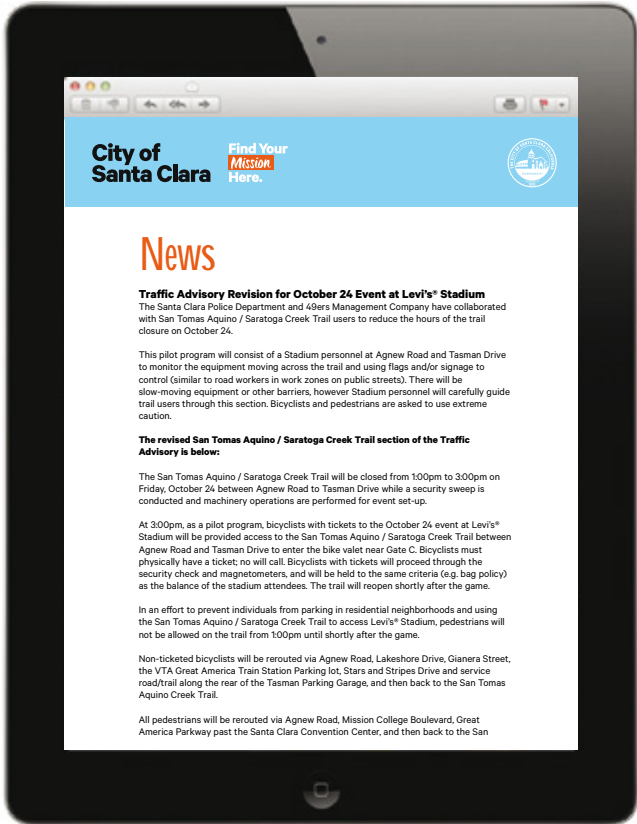 City of
Santa Clara
Find Your
Mission
Here.
News
Traffic Advisory Revision for October 24 Event at Levi's® Stadium
The Santa Clara Police Department and 49ers Management Company have collaborated
with San Tomas Aquino / Saratoga Creek Trail users to reduce the hours of the trail
closure on October 24.
This pilot program will consist of a Stadium personnel at Agnew Road and Tasman Drive
to monitor the equipment moving across the trail and using flags and/or signage to
control (similar to road workers in work zones on public streets). There will be
slow-moving equipment or other barriers, however Stadium personnel will carefully guide
trail users through this section. Bicyclists and pedestrians are asked to use extreme
caution.
The revised San Tomas Aquino / Saratoga Creek Trail section of the Traffic
Advisory is below:
The San Tomas Aquino / Saratoga Creek Trail will be closed from 1:00pm to 3:00pm on
Friday, October 24 between Agnew Road to Tasman Drive while a security sweep is
conducted and machinery operations are performed for event set-up.
At 3:00pm, as a pilot program, bicyclists with tickets to the October 24 event at Levi's®
Stadium will be provided access to the San Tomas Aquino / Saratoga Creek Trail between
Agnew Road and Tasman Drive to enter the bike valet near Gate C. Bicyclists must
physically have a ticket; no will call. Bicyclists with tickets will proceed through the
security check and magnetometers, and will be held to the same criteria (e.g. bag policy)
as the balance of the stadium attendees. The trail will reopen shortly after the game.
In an effort to prevent individuals from parking in residential neighborhoods and using
the San Tomas Aquino / Saratoga Creek Trail to access Levi's® Stadium, pedestrians will
not be allowed on the trail from 1:00pm until shortly after the game.
Non-ticketed bicyclists will be rerouted via Agnew Road, Lakeshore Drive, Gianera Street,
the VTA Great America Train Station Parking lot, Stars and Stripes Drive and service
road/trail along the rear of the Tasman Parking Garage, and then back to the San Tomas
Aquino Creek Trail.
All pedestrians will be rerouted via Agnew Road, Mission College Boulevard, Great
America Parkway past the Santa Clara Convention Center, and then back to the San